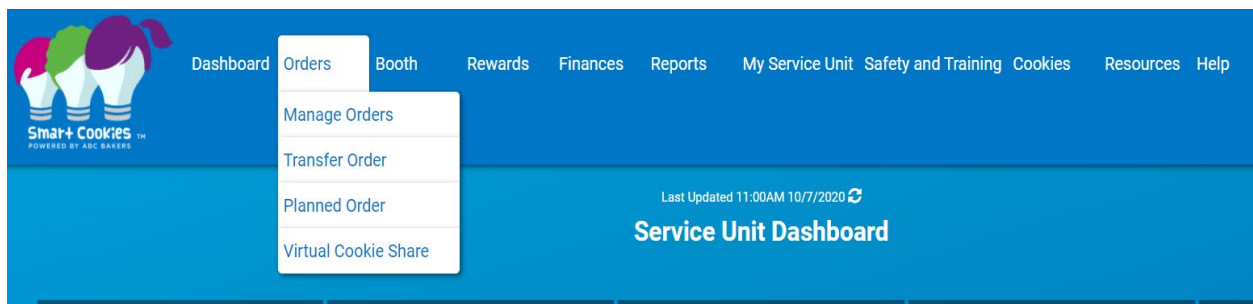 Dashboard Orders Booth Rewards Finances Reports My Service Unit Safety and Training Cookies Resources Help
Smart Cookies TM
POWERED BY ABC BAKERS
Manage Orders
Transfer Order
Planned Order
Virtual Cookie Share
Last Updated 11:00AM 10/7/2020
Service Unit Dashboard